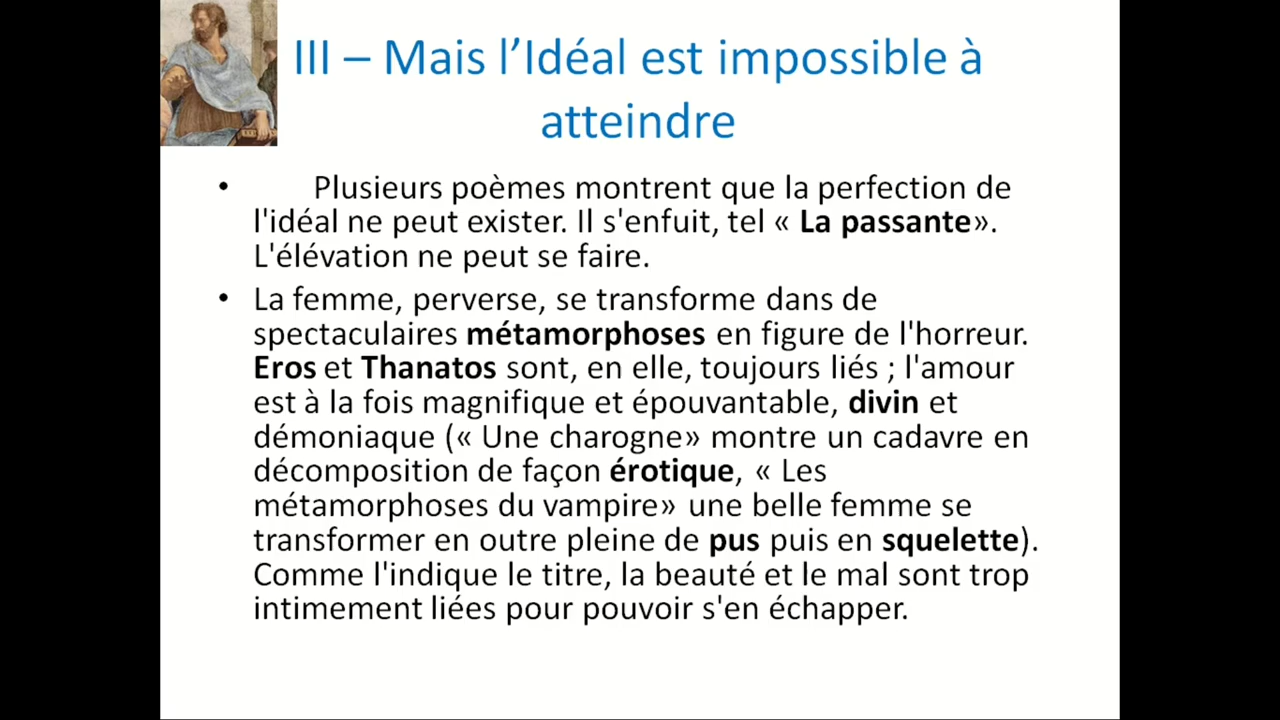 III – Mais l’Idéal est impossible à
atteindre
• Plusieurs poèmes montrent que la perfection de
l'idéal ne peut exister. Il s'enfuit, tel « La passante».
L'élévation ne peut se faire.
• La femme, perverse, se transforme dans de
spectaculaires métamorphoses en figure de l'horreur.
Eros et Thanatos sont, en elle, toujours liés ; l'amour
est à la fois magnifique et épouvantable, divin et
démoniaque (« Une charogne» montre un cadavre en
décomposition de façon érotique, « Les
métamorphoses du vampire» une belle femme se
transformer en outre pleine de pus puis en squelette).
Comme l'indique le titre, la beauté et le mal sont trop
intimement liées pour pouvoir s'en échapper.